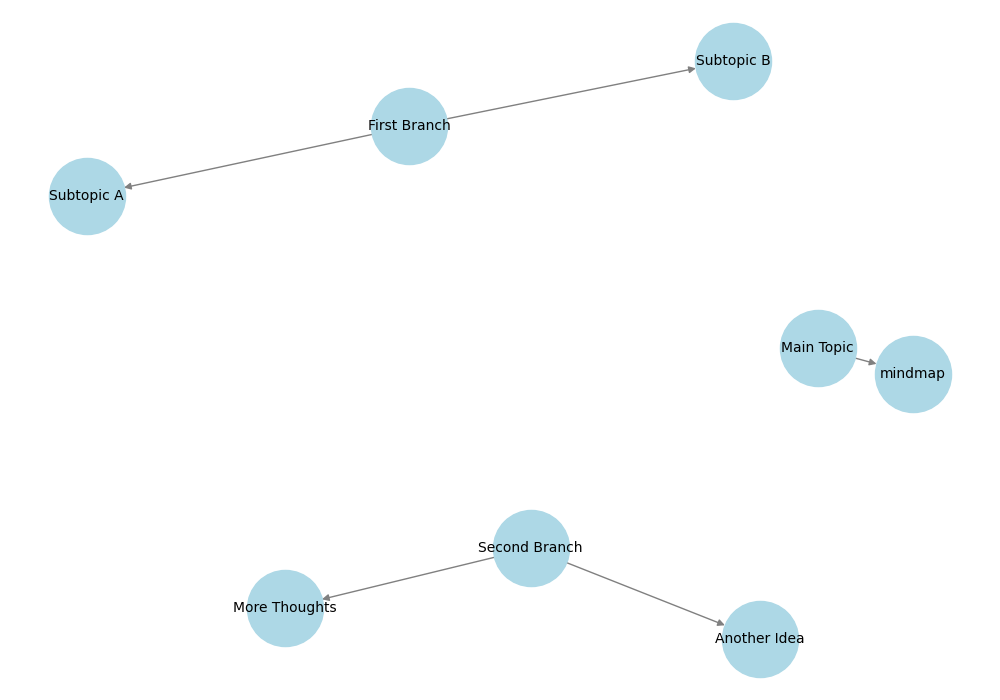 Subtopic B
First Branch
Subtopic A
Main Topic
mindmap
Second Branch
More Thoughts
Another Idea